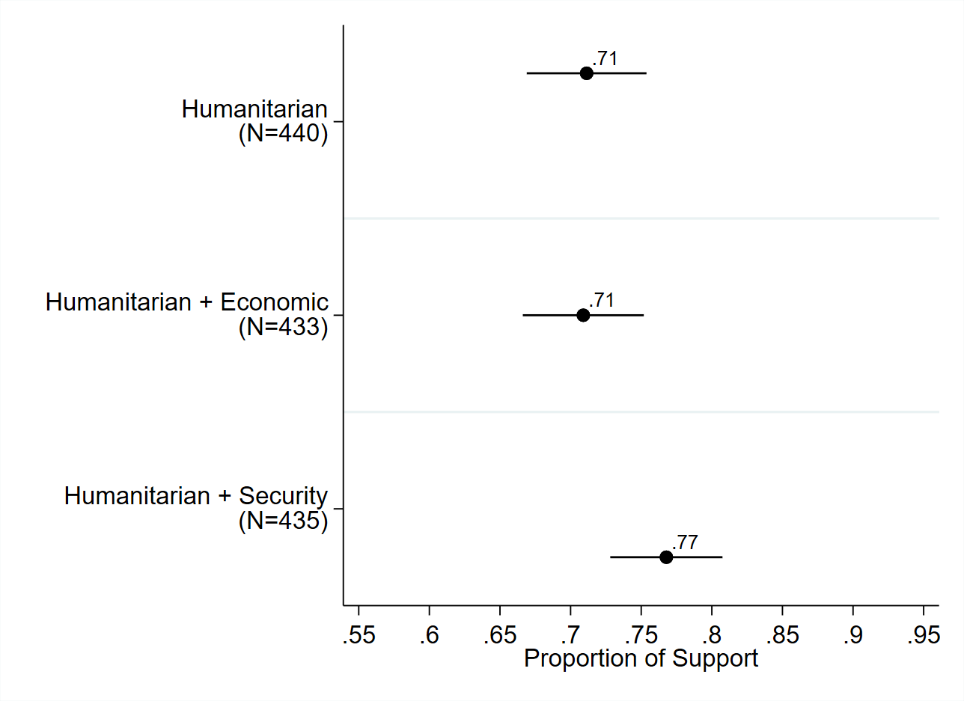 .71
Humanitarian
(N=440)
.71
Humanitarian + Economic
(N=433)
Humanitarian + Security
(N=435)
.77
.55 .6 .65 .7 .75 .8 .85 .9 .95
Proportion of Support